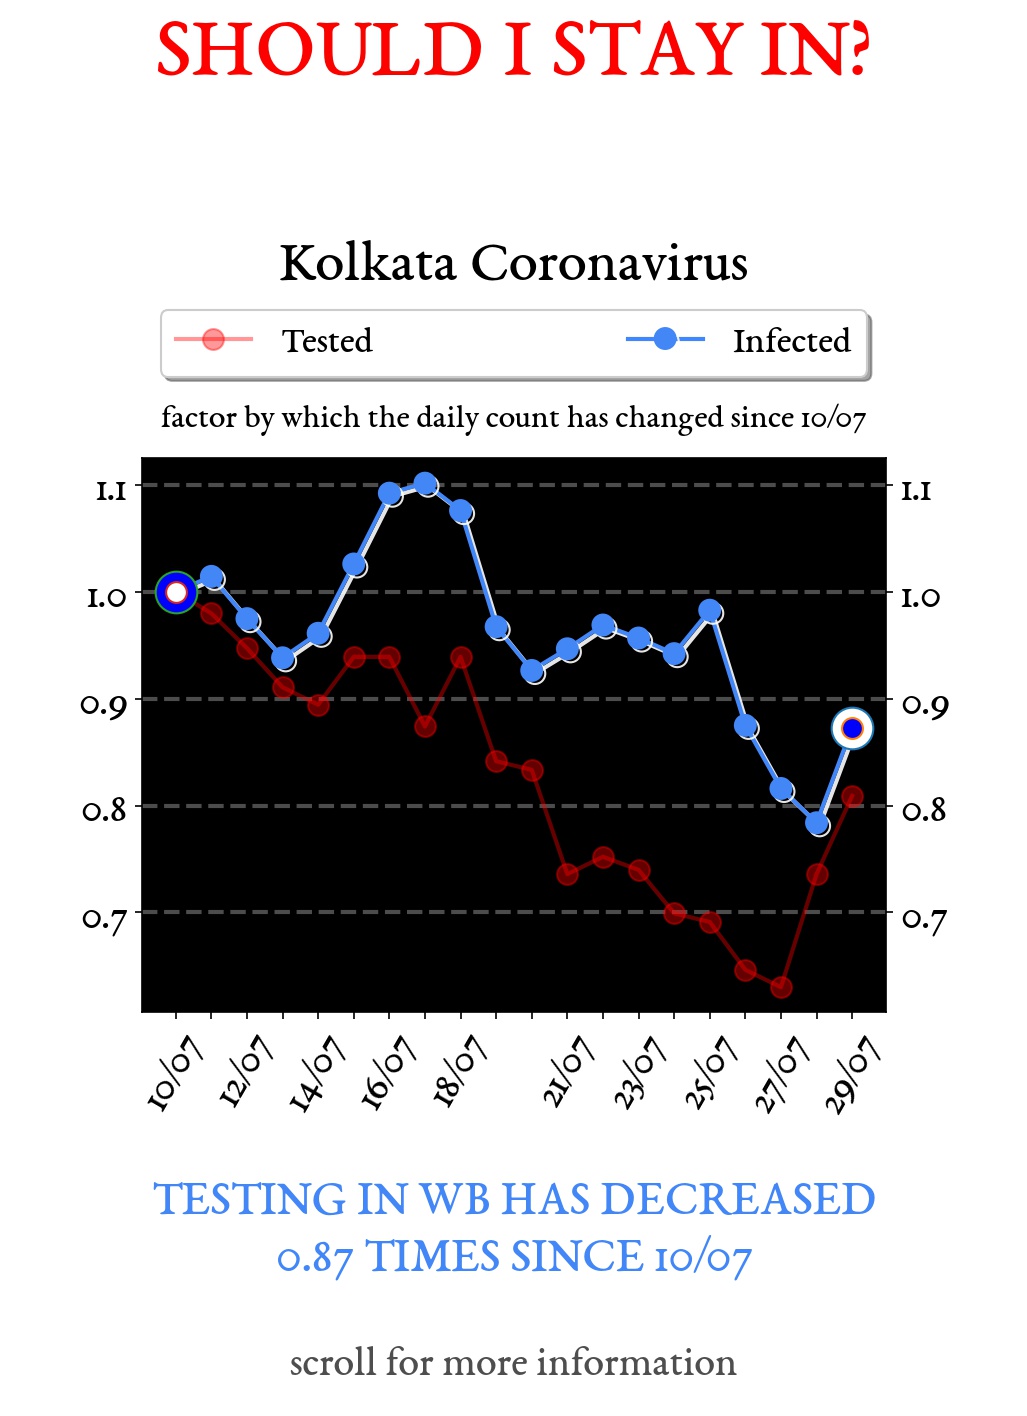 SHOULD I STAY IN?
Kolkata Coronavirus
Tested Infected
factor by which the daily count has changed since 10/07
1.1 1.1
1.0 1.0
0.9 0.9
0.8 0.8
0.7 0.7
10/07 12/07 14/07 16/07 18/07 21/07 23/07 25/07 27/07 29/07
TESTING IN WB HAS DECREASED
0.87 TIMES SINCE 10/07
scroll for more information